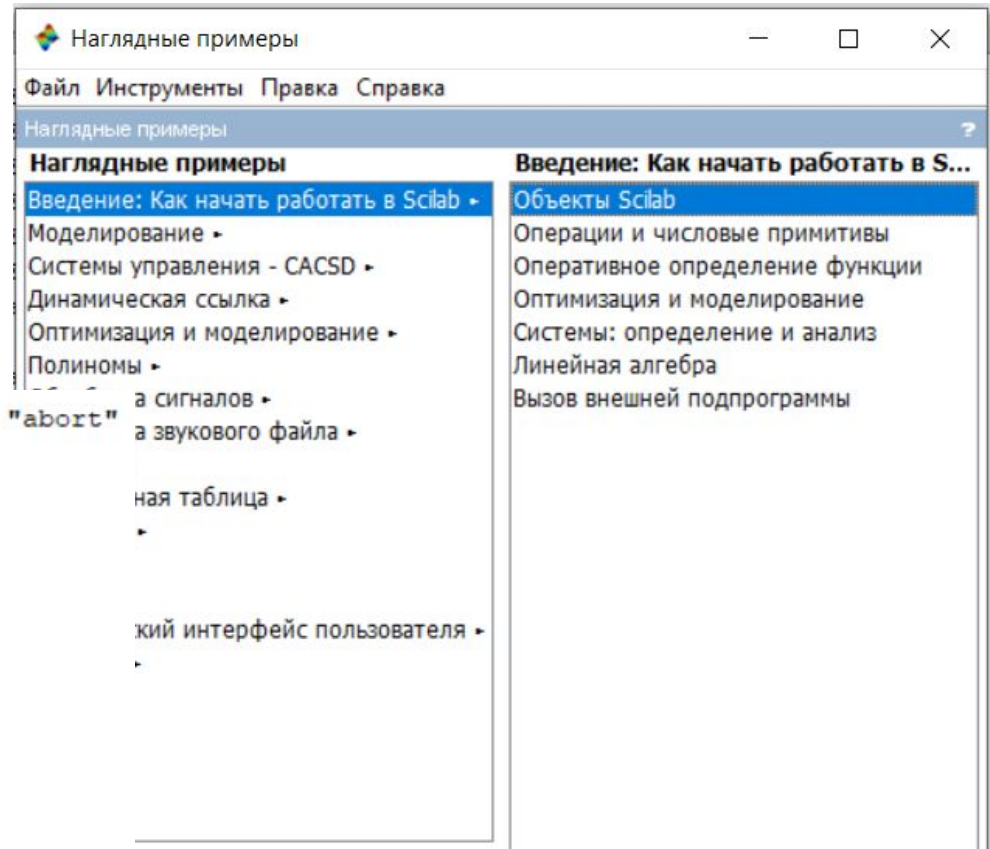 Наглядные примеры
Файл Инструменты Правка Справка
Наглядные примеры ?
Наглядные примеры
Введение: Как начать работать в Scilab
Моделирование
Системы управления - CACSD
Динамическая ссылка
Оптимизация и моделирование
Полиномы
сигналов
"abort"
звукового файла
таблица
интерфейс пользователя
Введение: Как начать работать в S...
Объекты Scilab
Операции и числовые примитивы
Оперативное определение функции
Оптимизация и моделирование
Системы: определение и анализ
Линейная алгебра
Вызов внешней подпрограммы